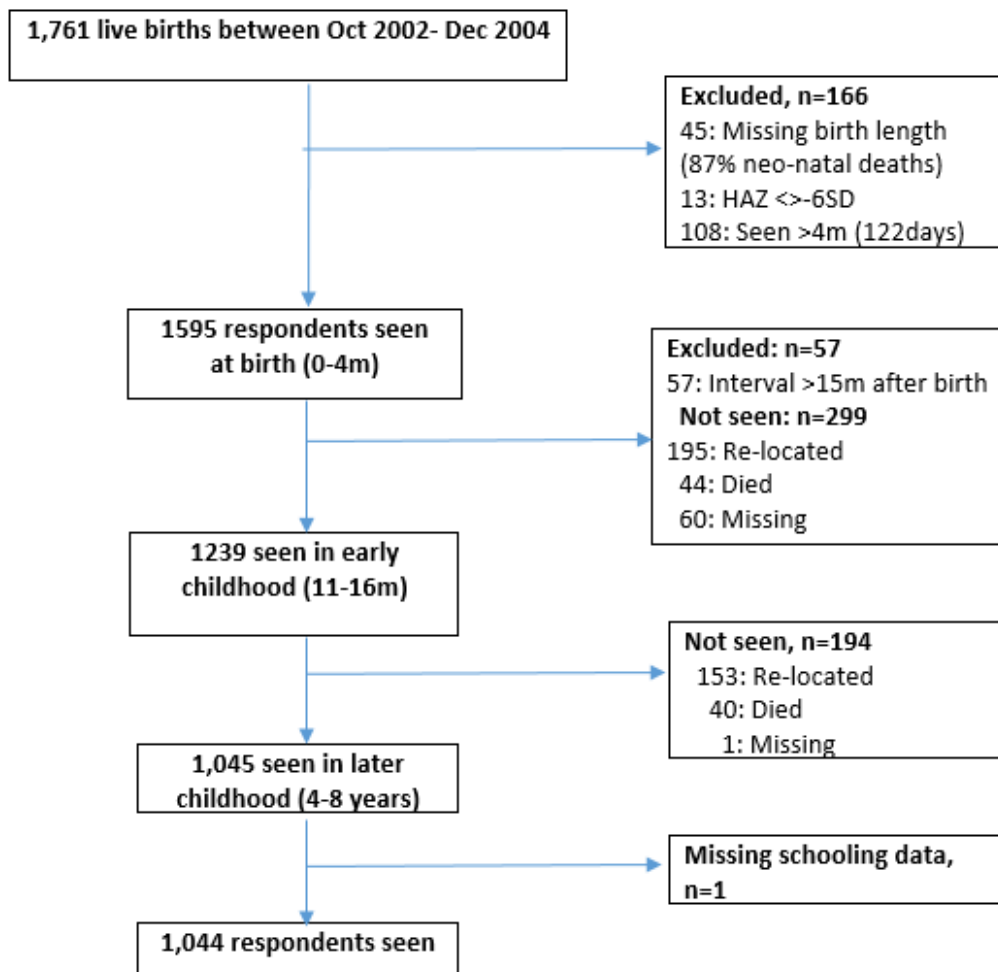 1,761 live births between Oct 2002- Dec 2004
Excluded, n=166
45: Missing birth length
(87% neo-natal deaths)
13: HAZ <>-6SD
108: Seen >4m (122days)
1595 respondents seen
at birth (0-4m)
Excluded: n=57
57: Interval >15m after birth
Not seen: n=299
195: Re-located
44: Died
60: Missing
1239 seen in early
childhood (11-16m)
Not seen, n=194
153: Re-located
40: Died
1: Missing
1,045 seen in later
childhood (4-8 years)
Missing schooling data,
n=1
1,044 respondents seen